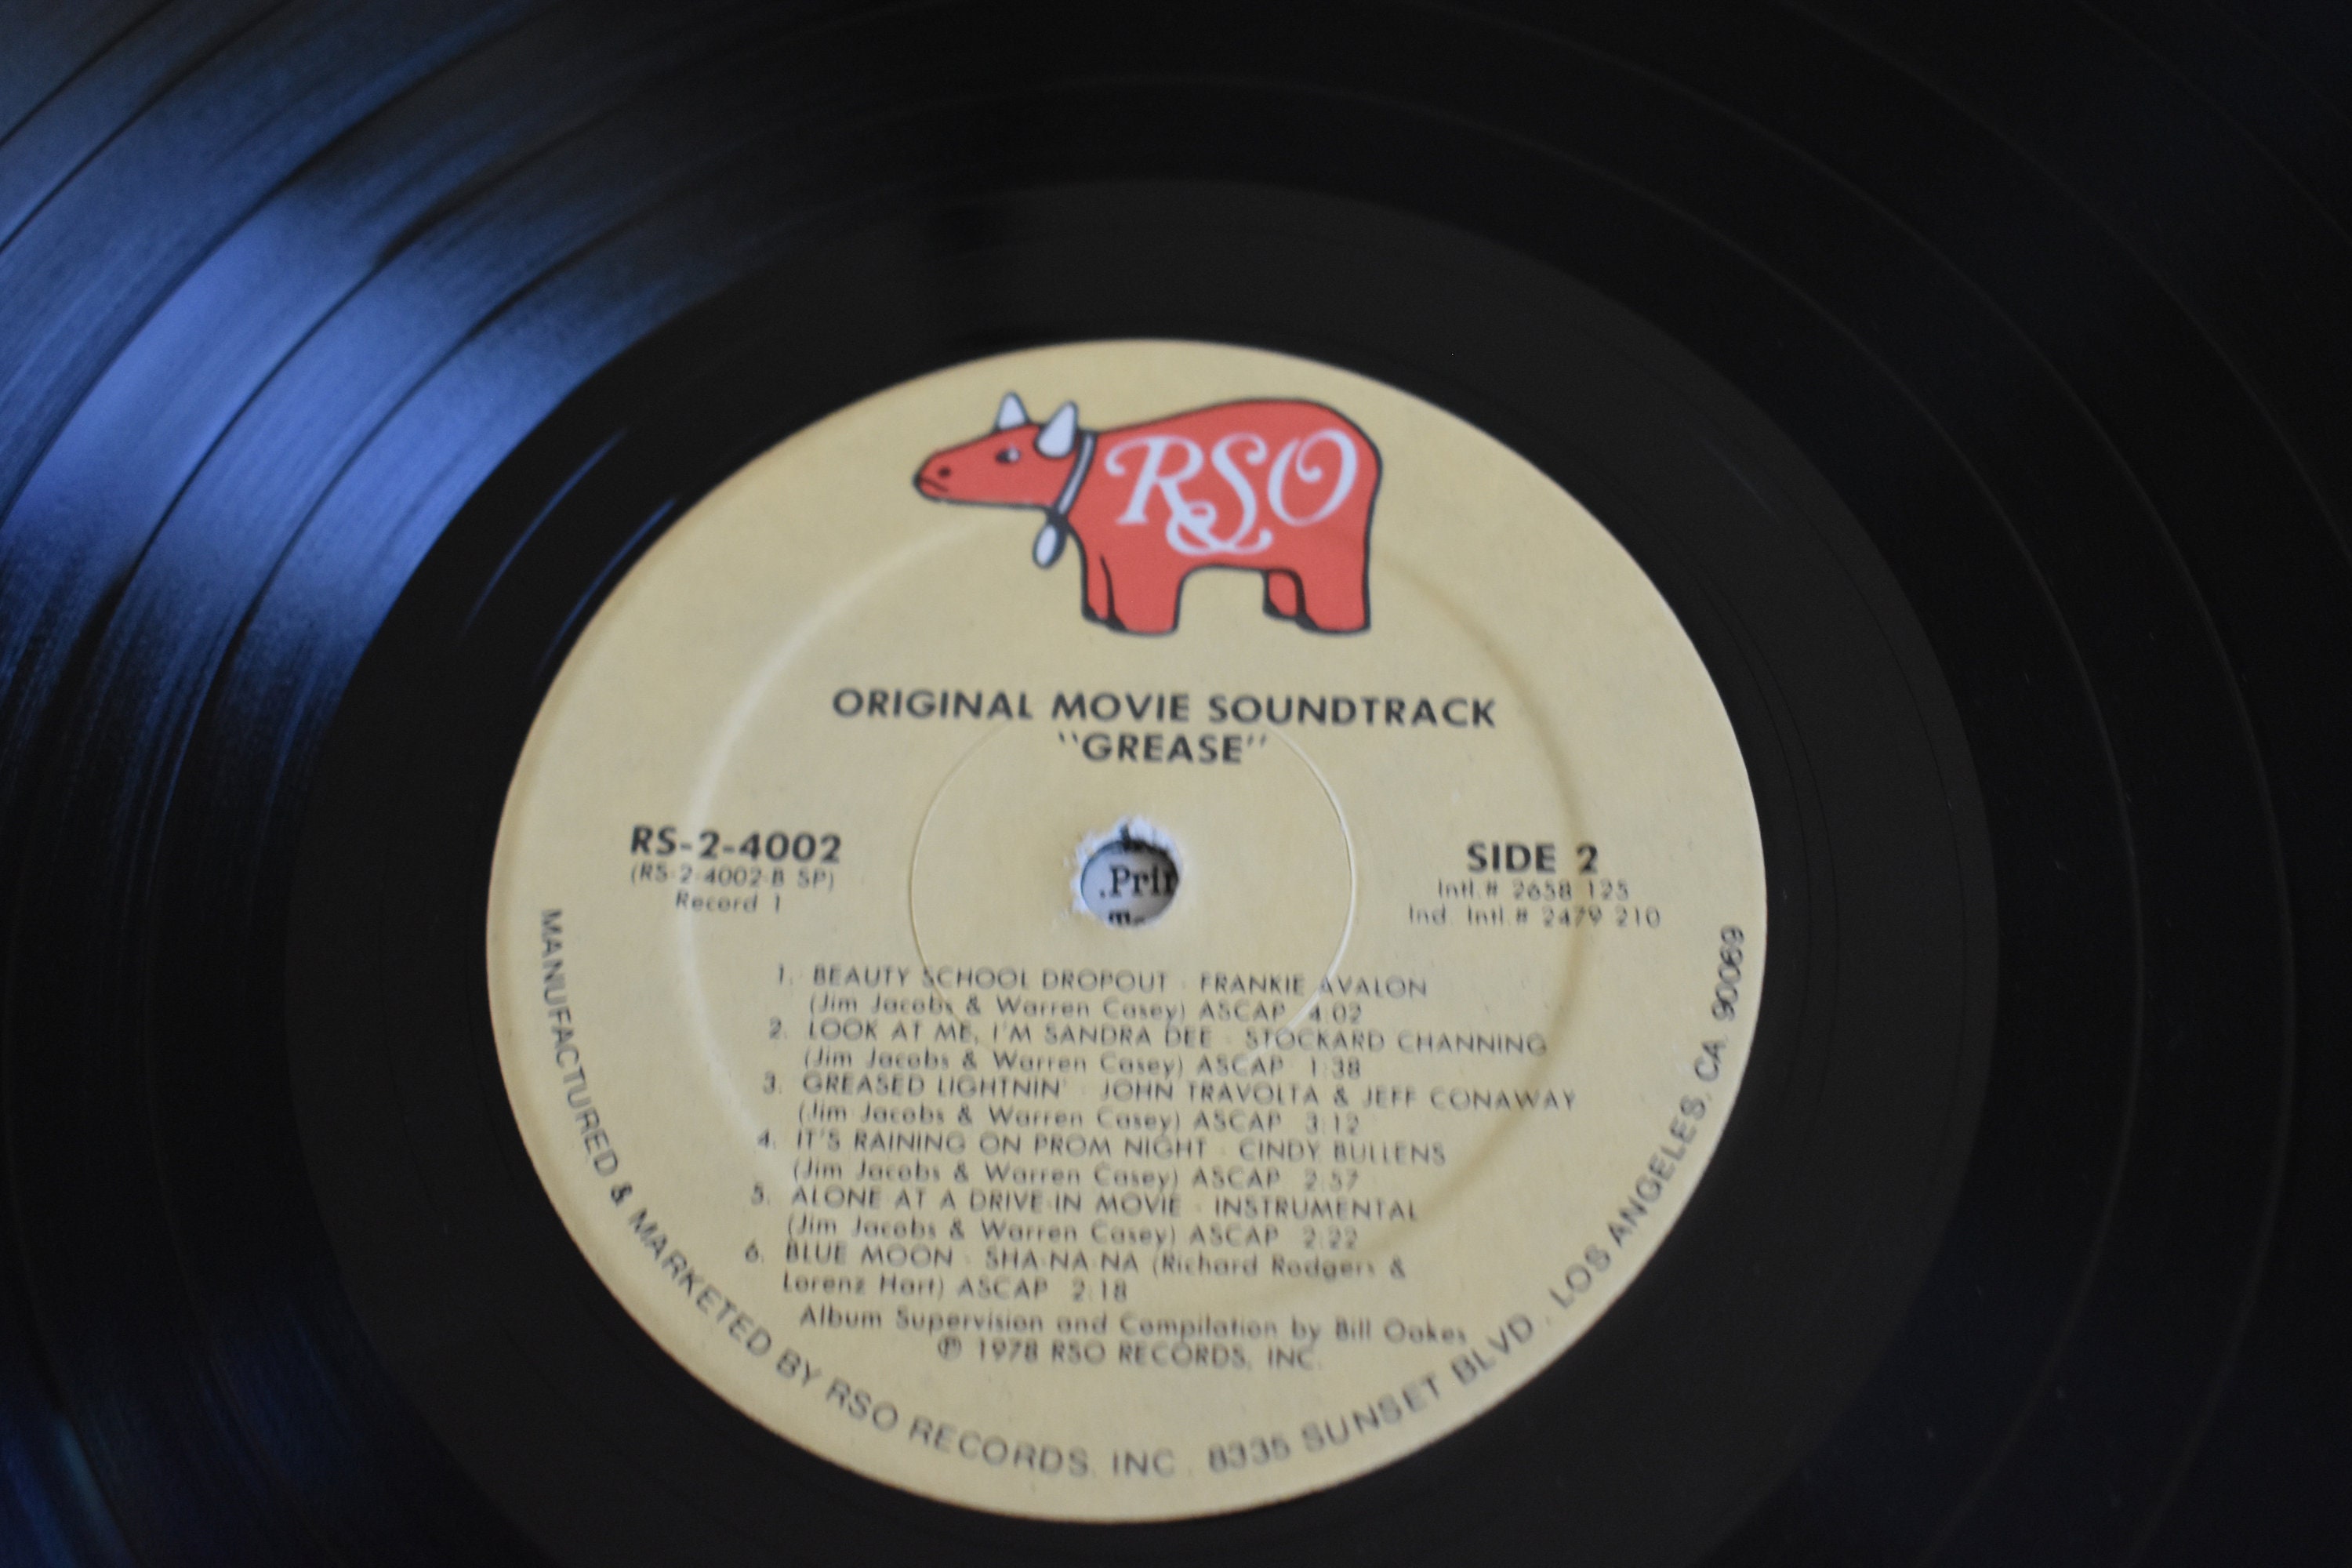 RSO
ORIGINAL MOVIE SOUNDTRACK
"GREASE"
RS-2-4002
(RS-2-4002-B SP)
Record 1
.Prin
SIDE 2
Intl.# 2658 125
Ind. Intl.# 2479 210
1. BEAUTY SCHOOL DROPOUT - FRANKIE AVALON
(Jim Jacobs & Warren Casey) ASCAP 4:02
2. LOOK AT ME, I'M SANDRA DEE - STOCKARD CHANNING
(Jim Jacobs & Warren Casey) ASCAP 1:38
3. GREASED LIGHTNIN' - JOHN TRAVOLTA & JEFF CONAWAY
(Jim Jacobs & Warren Casey) ASCAP 3:12
4. IT'S RAINING ON PROM NIGHT - CINDY BULLENS
(Jim Jacobs & Warren Casey) ASCAP 2:57
5. ALONE AT A DRIVE-IN MOVIE - INSTRUMENTAL
(Jim Jacobs & Warren Casey) ASCAP 2:22
6. BLUE MOON - SHA-NA-NA (Richard Rodgers &
Lorenz Hart) ASCAP 2:18
Album Supervision and Compilation by Bill Oakes
℗ 1978 RSO RECORDS, INC.
MANUFACTURED & MARKETED BY RSO RECORDS, INC., 8335 SUNSET BLVD., LOS ANGELES, CA. 90069